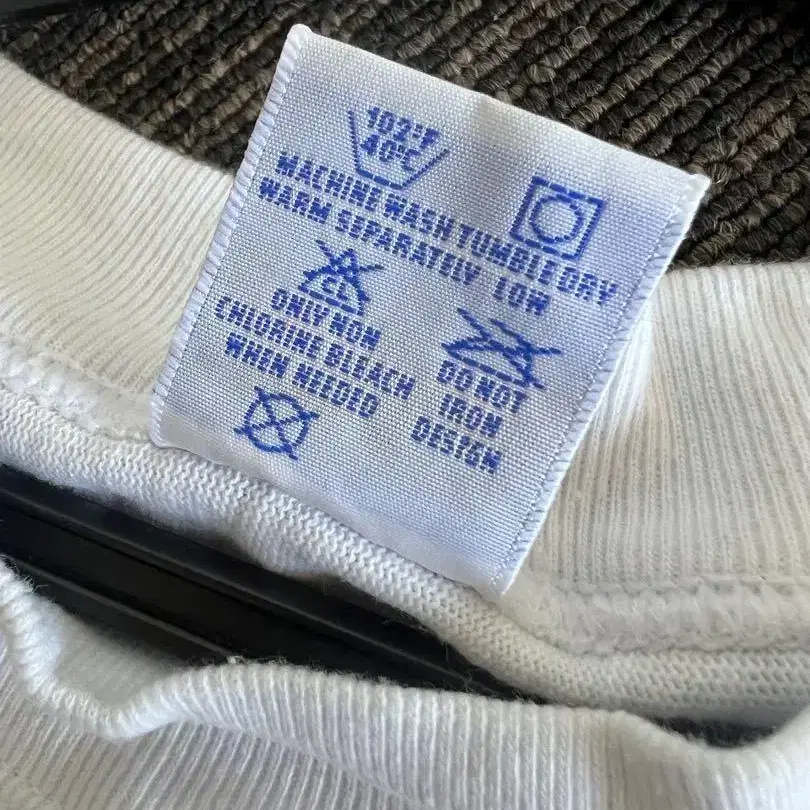 102°F
40°C
MACHINE WASH TUMBLE DRY
WARM SEPARATELY LOW
CL
ONLY NON
CHLORINE BLEACH
WHEN NEEDED
DO NOT
IRON
DESIGN